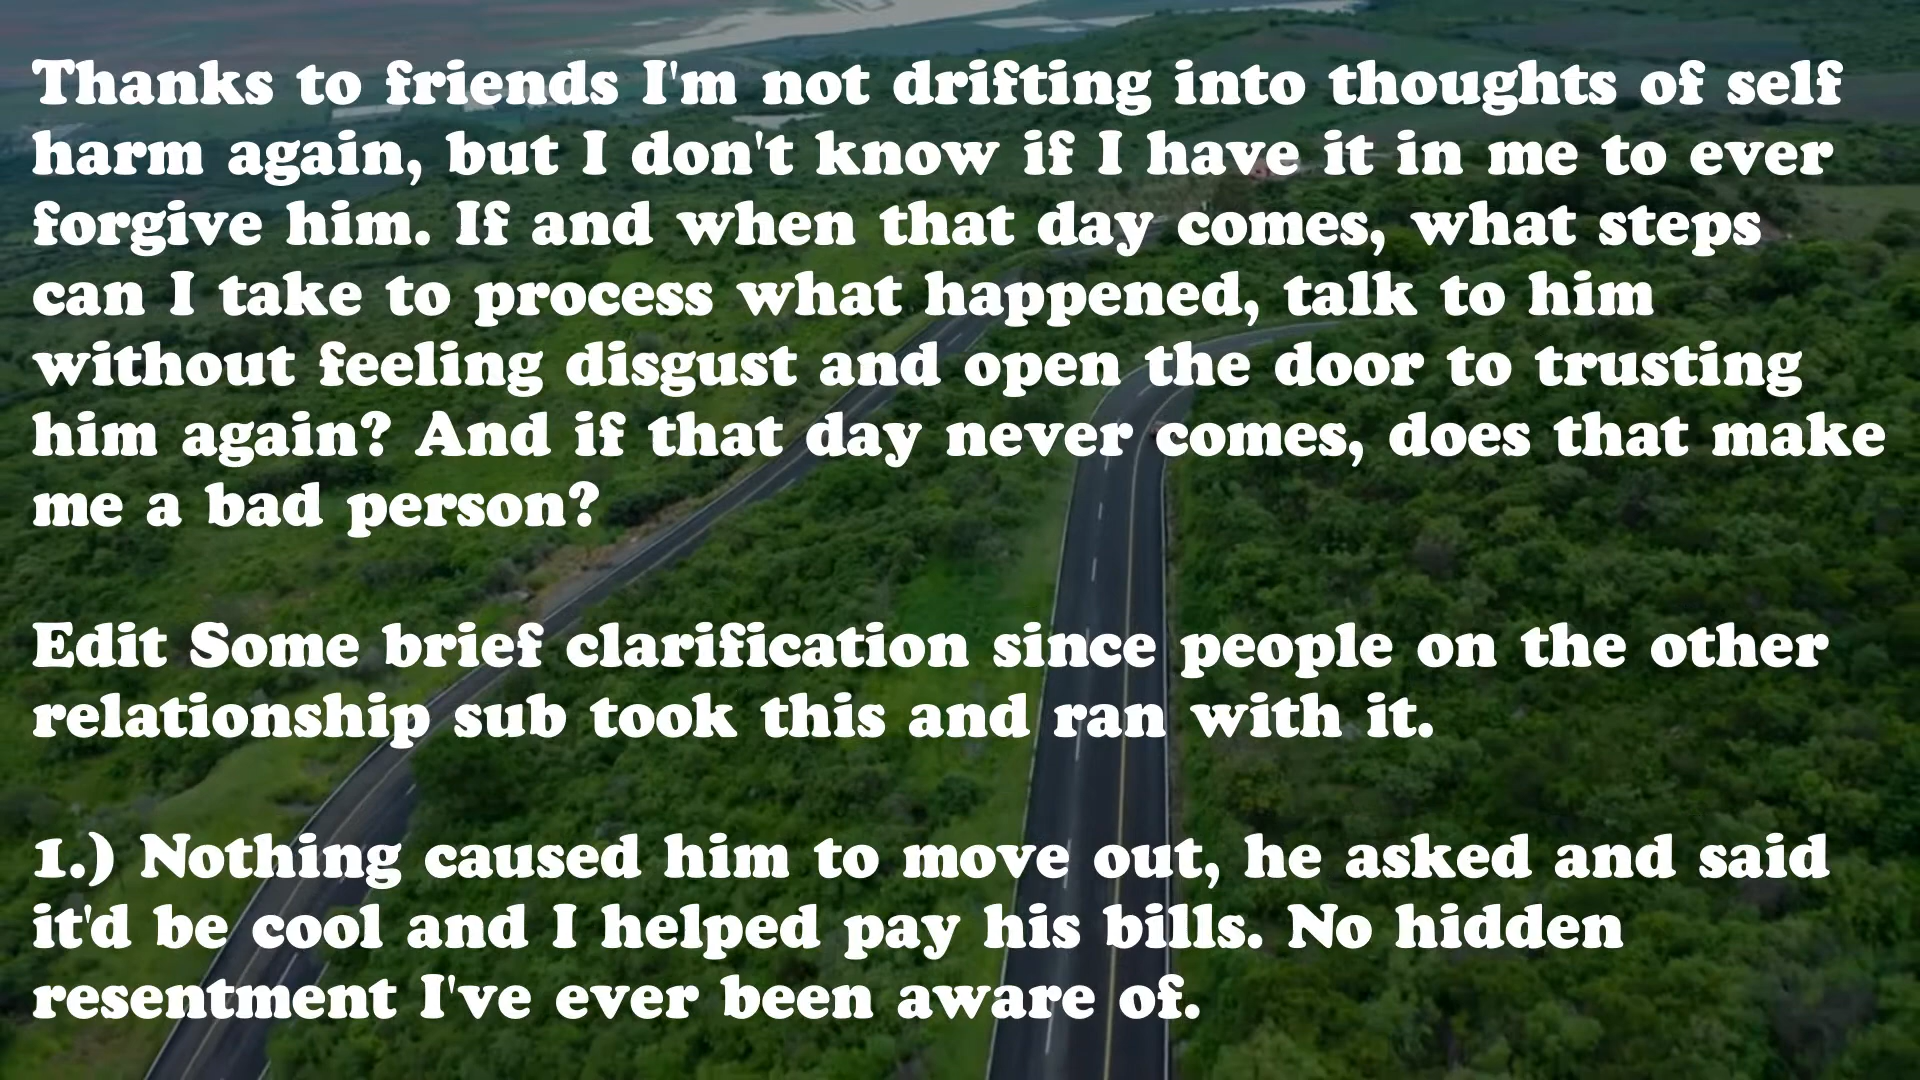 Thanks to friends I'm not drifting into thoughts of self
harm again, but I don't know if I have it in me to ever
forgive him. If and when that day comes, what steps
can I take to process what happened, talk to him
without feeling disgust and open the door to trusting
him again? And if that day never comes, does that make
me a bad person?
Edit Some brief clarification since people on the other
relationship sub took this and ran with it.
1.) Nothing caused him to move out, he asked and said
it'd be cool and I helped pay his bills. No hidden
resentment I've ever been aware of.